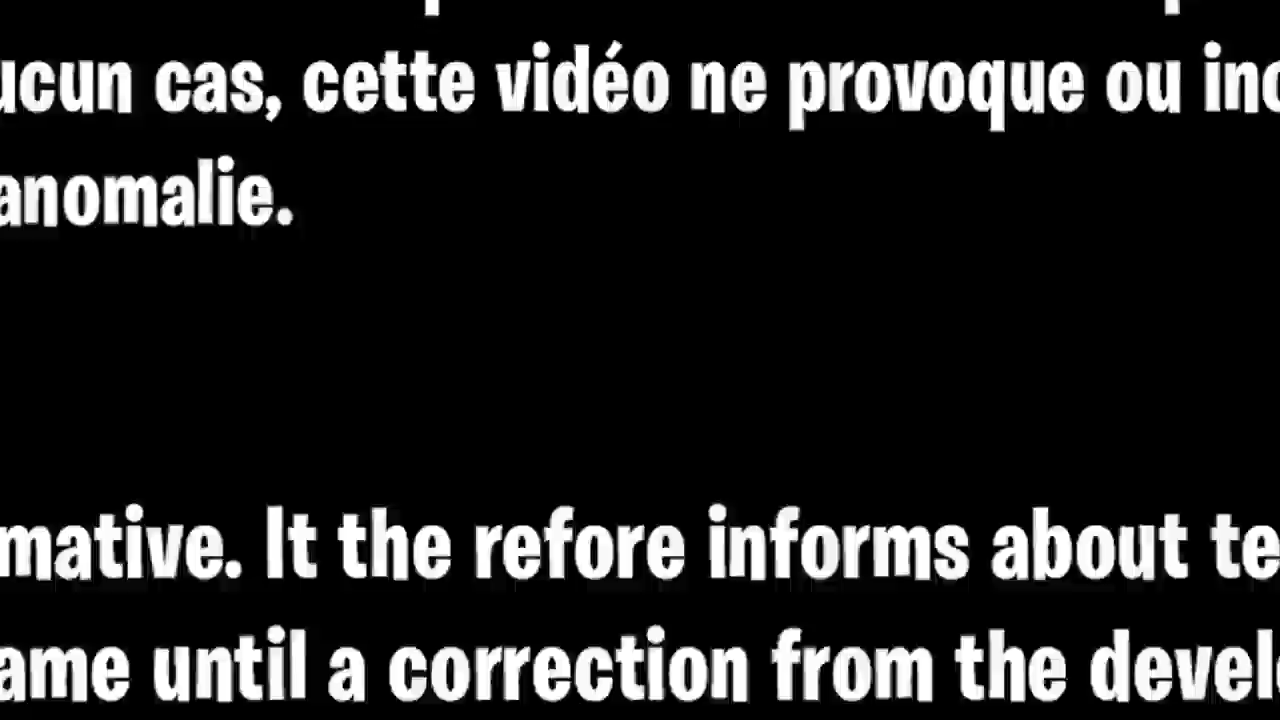 ucun cas, cette vidéo ne provoque ou inc
anomalie.
mative. It the refore informs about te
ame until a correction from the devel